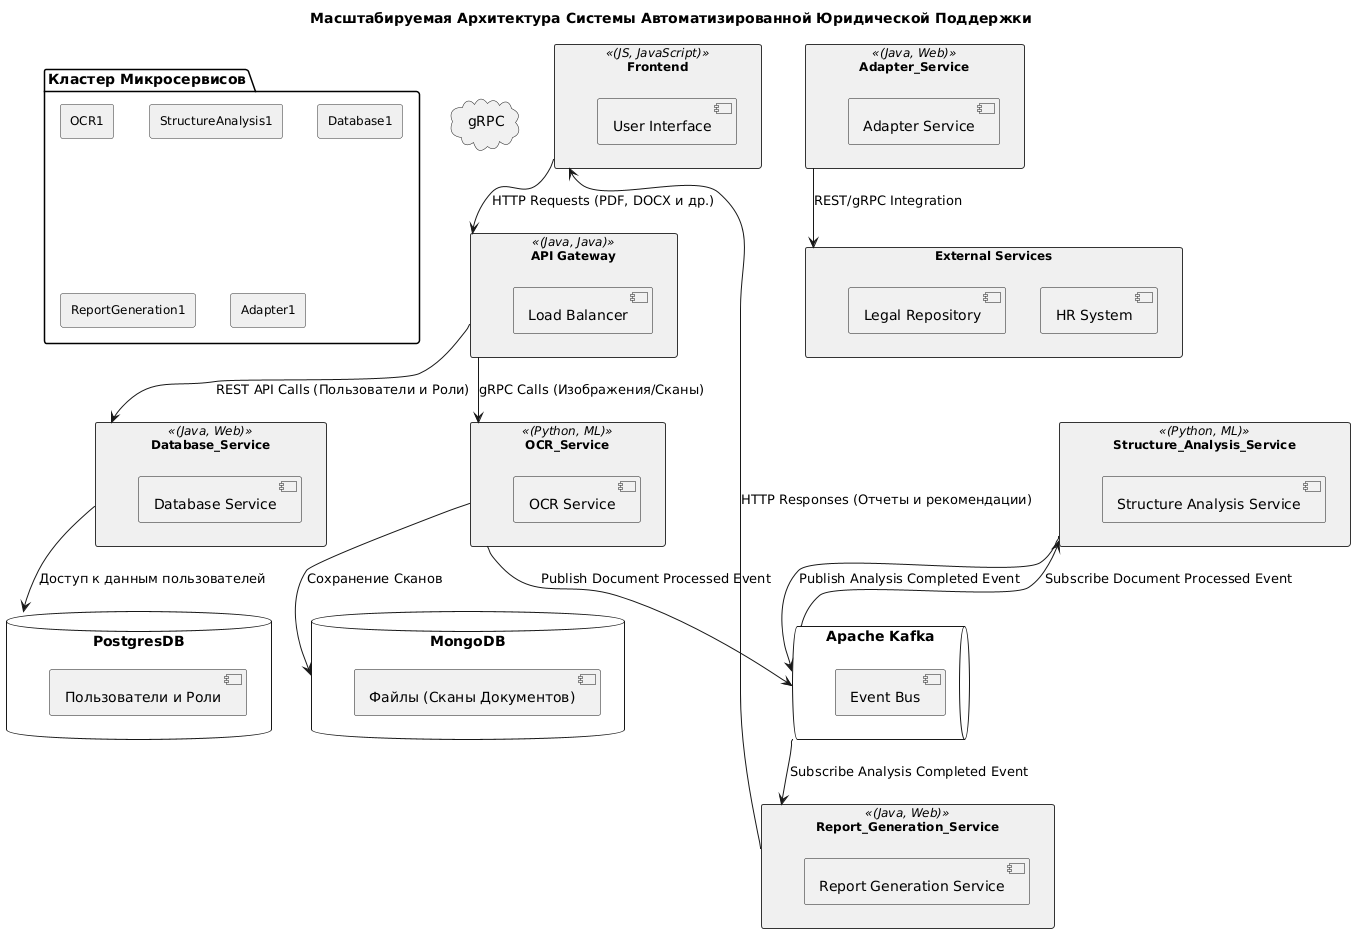 Масштабируемая Архитектура Системы Автоматизированной Юридической Поддержки
Кластер Микросервисов
OCR1
StructureAnalysis1
Database1
ReportGeneration1
Adapter1
gRPC
«(JS, JavaScript)»
Frontend
User Interface
«(Java, Web)»
Adapter_Service
Adapter Service
HTTP Requests (PDF, DOCX и др.)
REST/gRPC Integration
«(Java, Java)»
API Gateway
Load Balancer
External Services
Legal Repository
HR System
REST API Calls (Пользователи и Роли)
gRPC Calls (Изображения/Сканы)
«(Java, Web)»
Database_Service
Database Service
«(Python, ML)»
OCR_Service
OCR Service
HTTP Responses (Отчеты и рекомендации)
«(Python, ML)»
Structure_Analysis_Service
Structure Analysis Service
Доступ к данным пользователей
Сохранение Сканов
Publish Document Processed Event
Publish Analysis Completed Event
Subscribe Document Processed Event
PostgresDB
Пользователи и Роли
MongoDB
Файлы (Сканы Документов)
Apache Kafka
Event Bus
Subscribe Analysis Completed Event
«(Java, Web)»
Report_Generation_Service
Report Generation Service